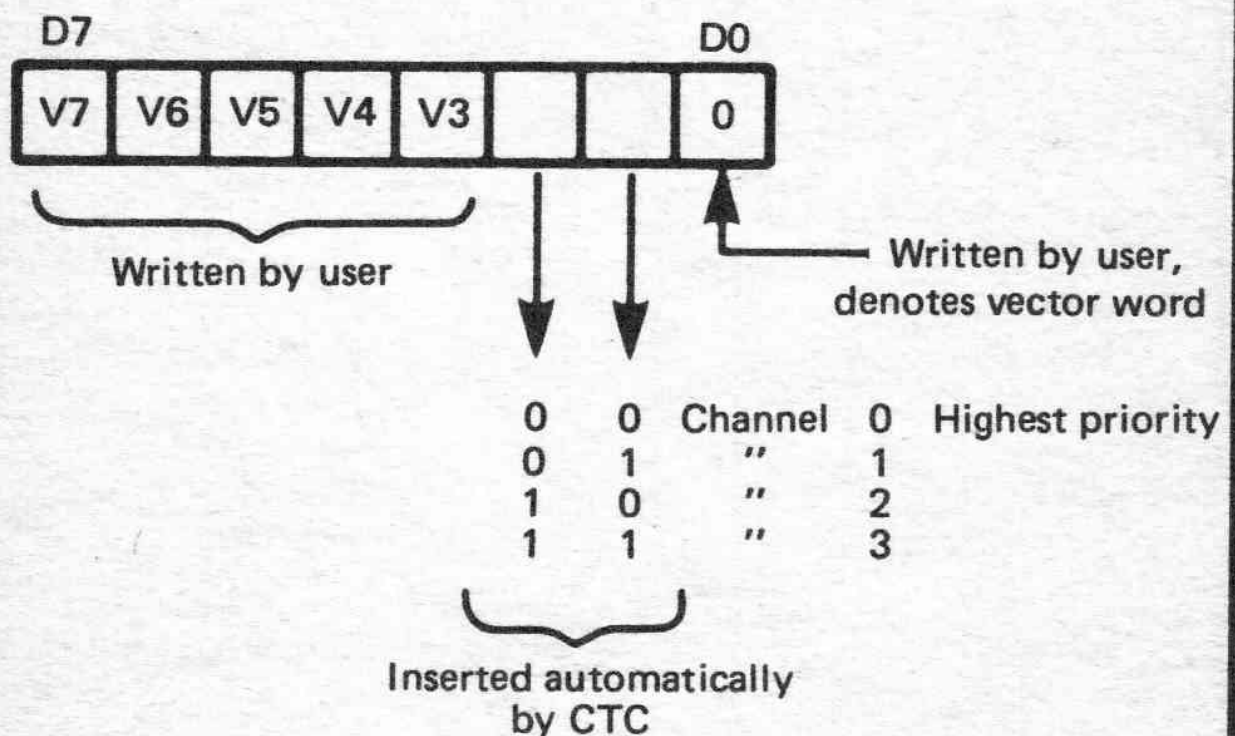 D7 D0
V7 V6 V5 V4 V3 0
Written by user
Written by user,
denotes vector word
0 0 Channel 0 Highest priority
0 1 " 1
1 0 " 2
1 1 " 3
Inserted automatically
by CTC